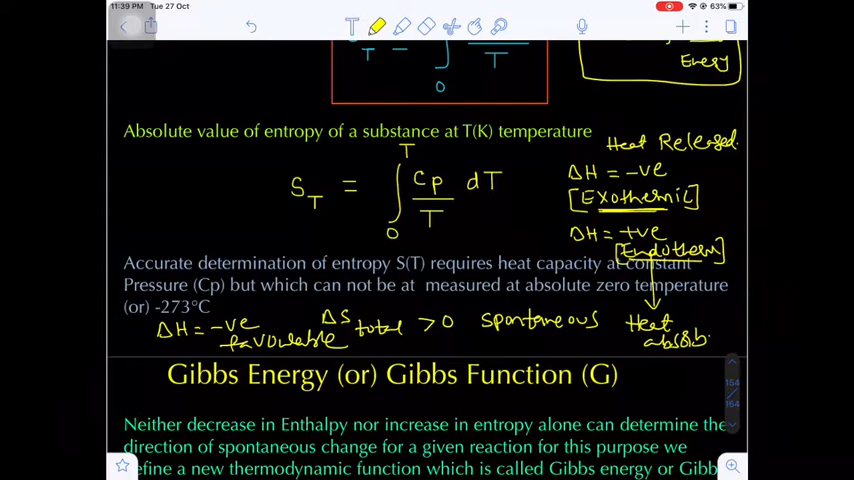 11:39 PM Tue 27 Oct
63%
T
T
0
Energy
Absolute value of entropy of a substance at T(K) temperature
Heat Released
S_T = ∫_0^T Cp/T dT
ΔH = -ve
[Exothermic]
ΔH = +ve
[Endotherm]
Accurate determination of entropy S(T) requires heat capacity at constant
Pressure (Cp) but which can not be at measured at absolute zero temperature
(or) -273°C
ΔH = -ve
favourable
ΔS total > 0 spontaneous
Heat
absorb.
Gibbs Energy (or) Gibbs Function (G)
154
/
164
Neither decrease in Enthalpy nor increase in entropy alone can determine the
direction of spontaneous change for a given reaction for this purpose we
define a new thermodynamic function which is called Gibbs energy or Gibb